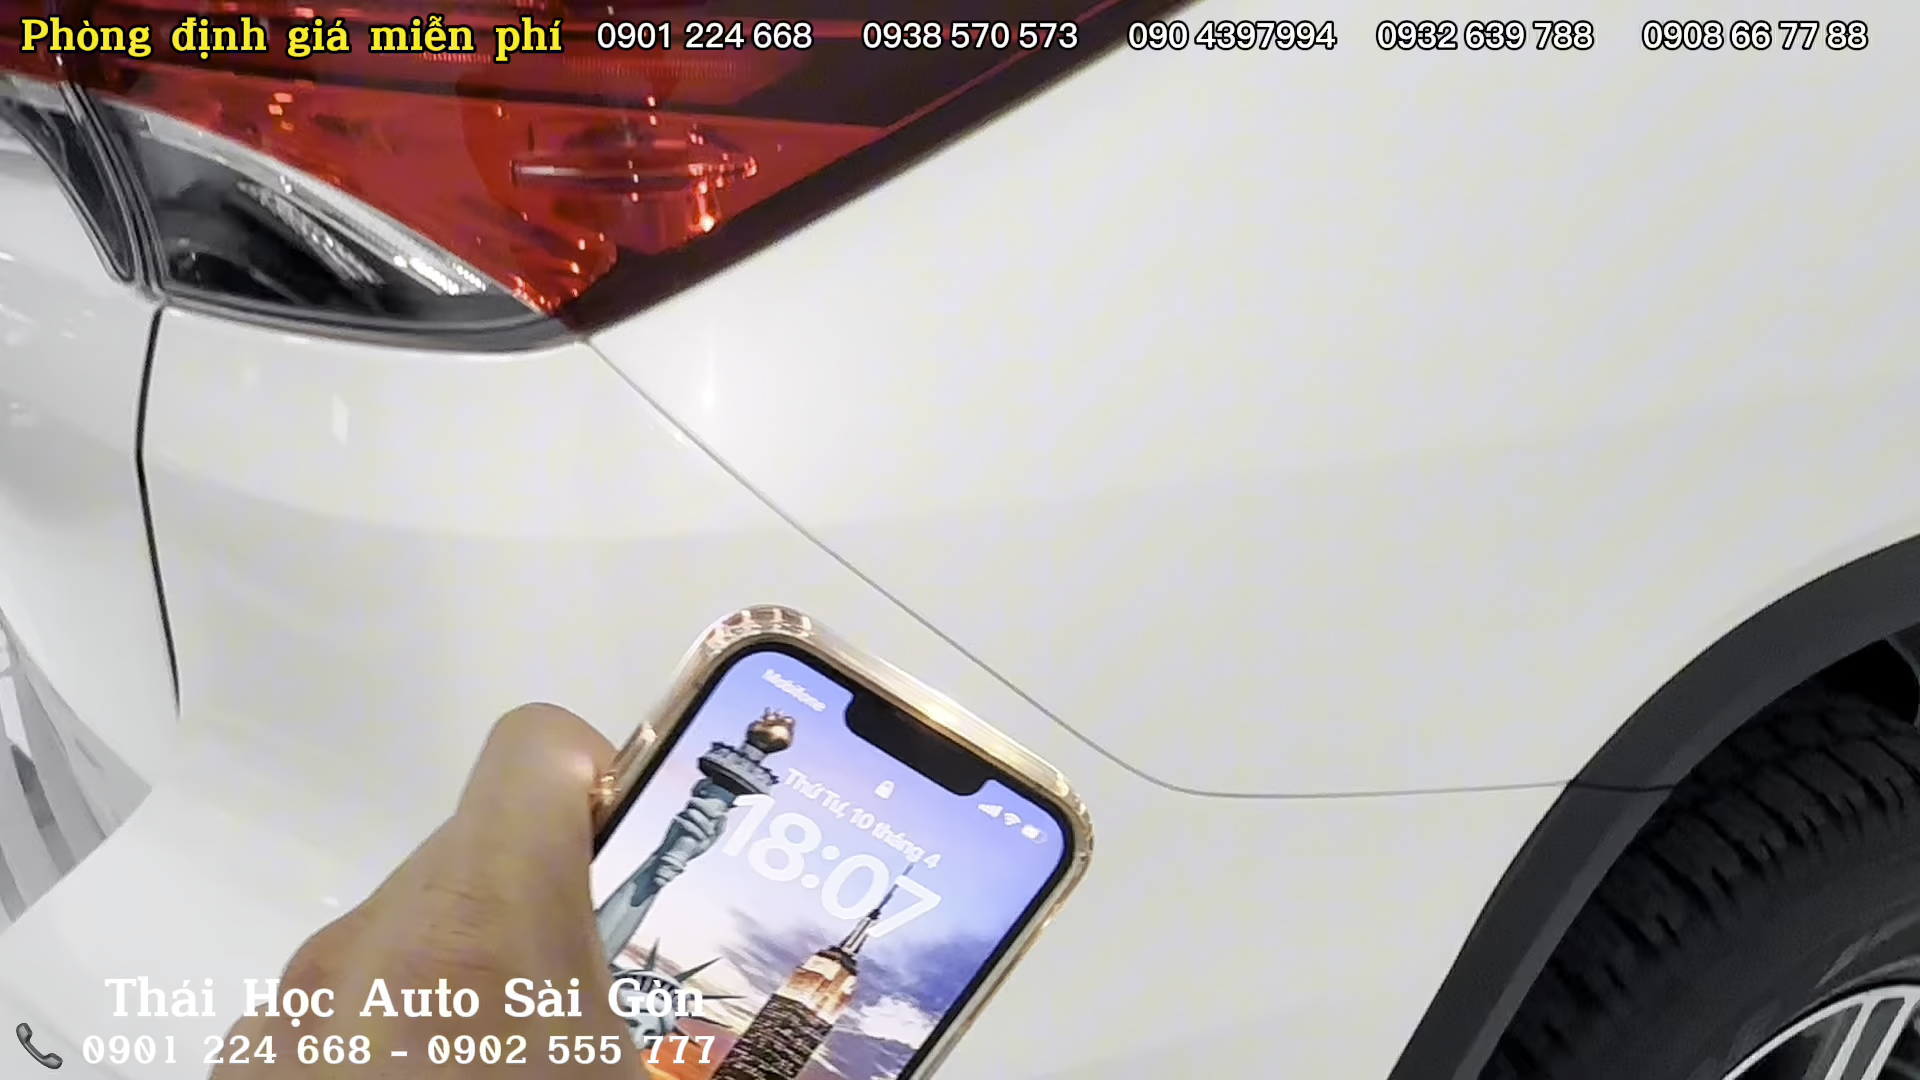 Phòng định giá miễn phí 0901 224 668 0938 570 573 090 4397994 0932 639 788 0908 66 77 88
Mobifone
Thứ Tư, 10 tháng 4
18:07
Thái Học Auto Sài Gòn
0901 224 668 - 0902 555 777